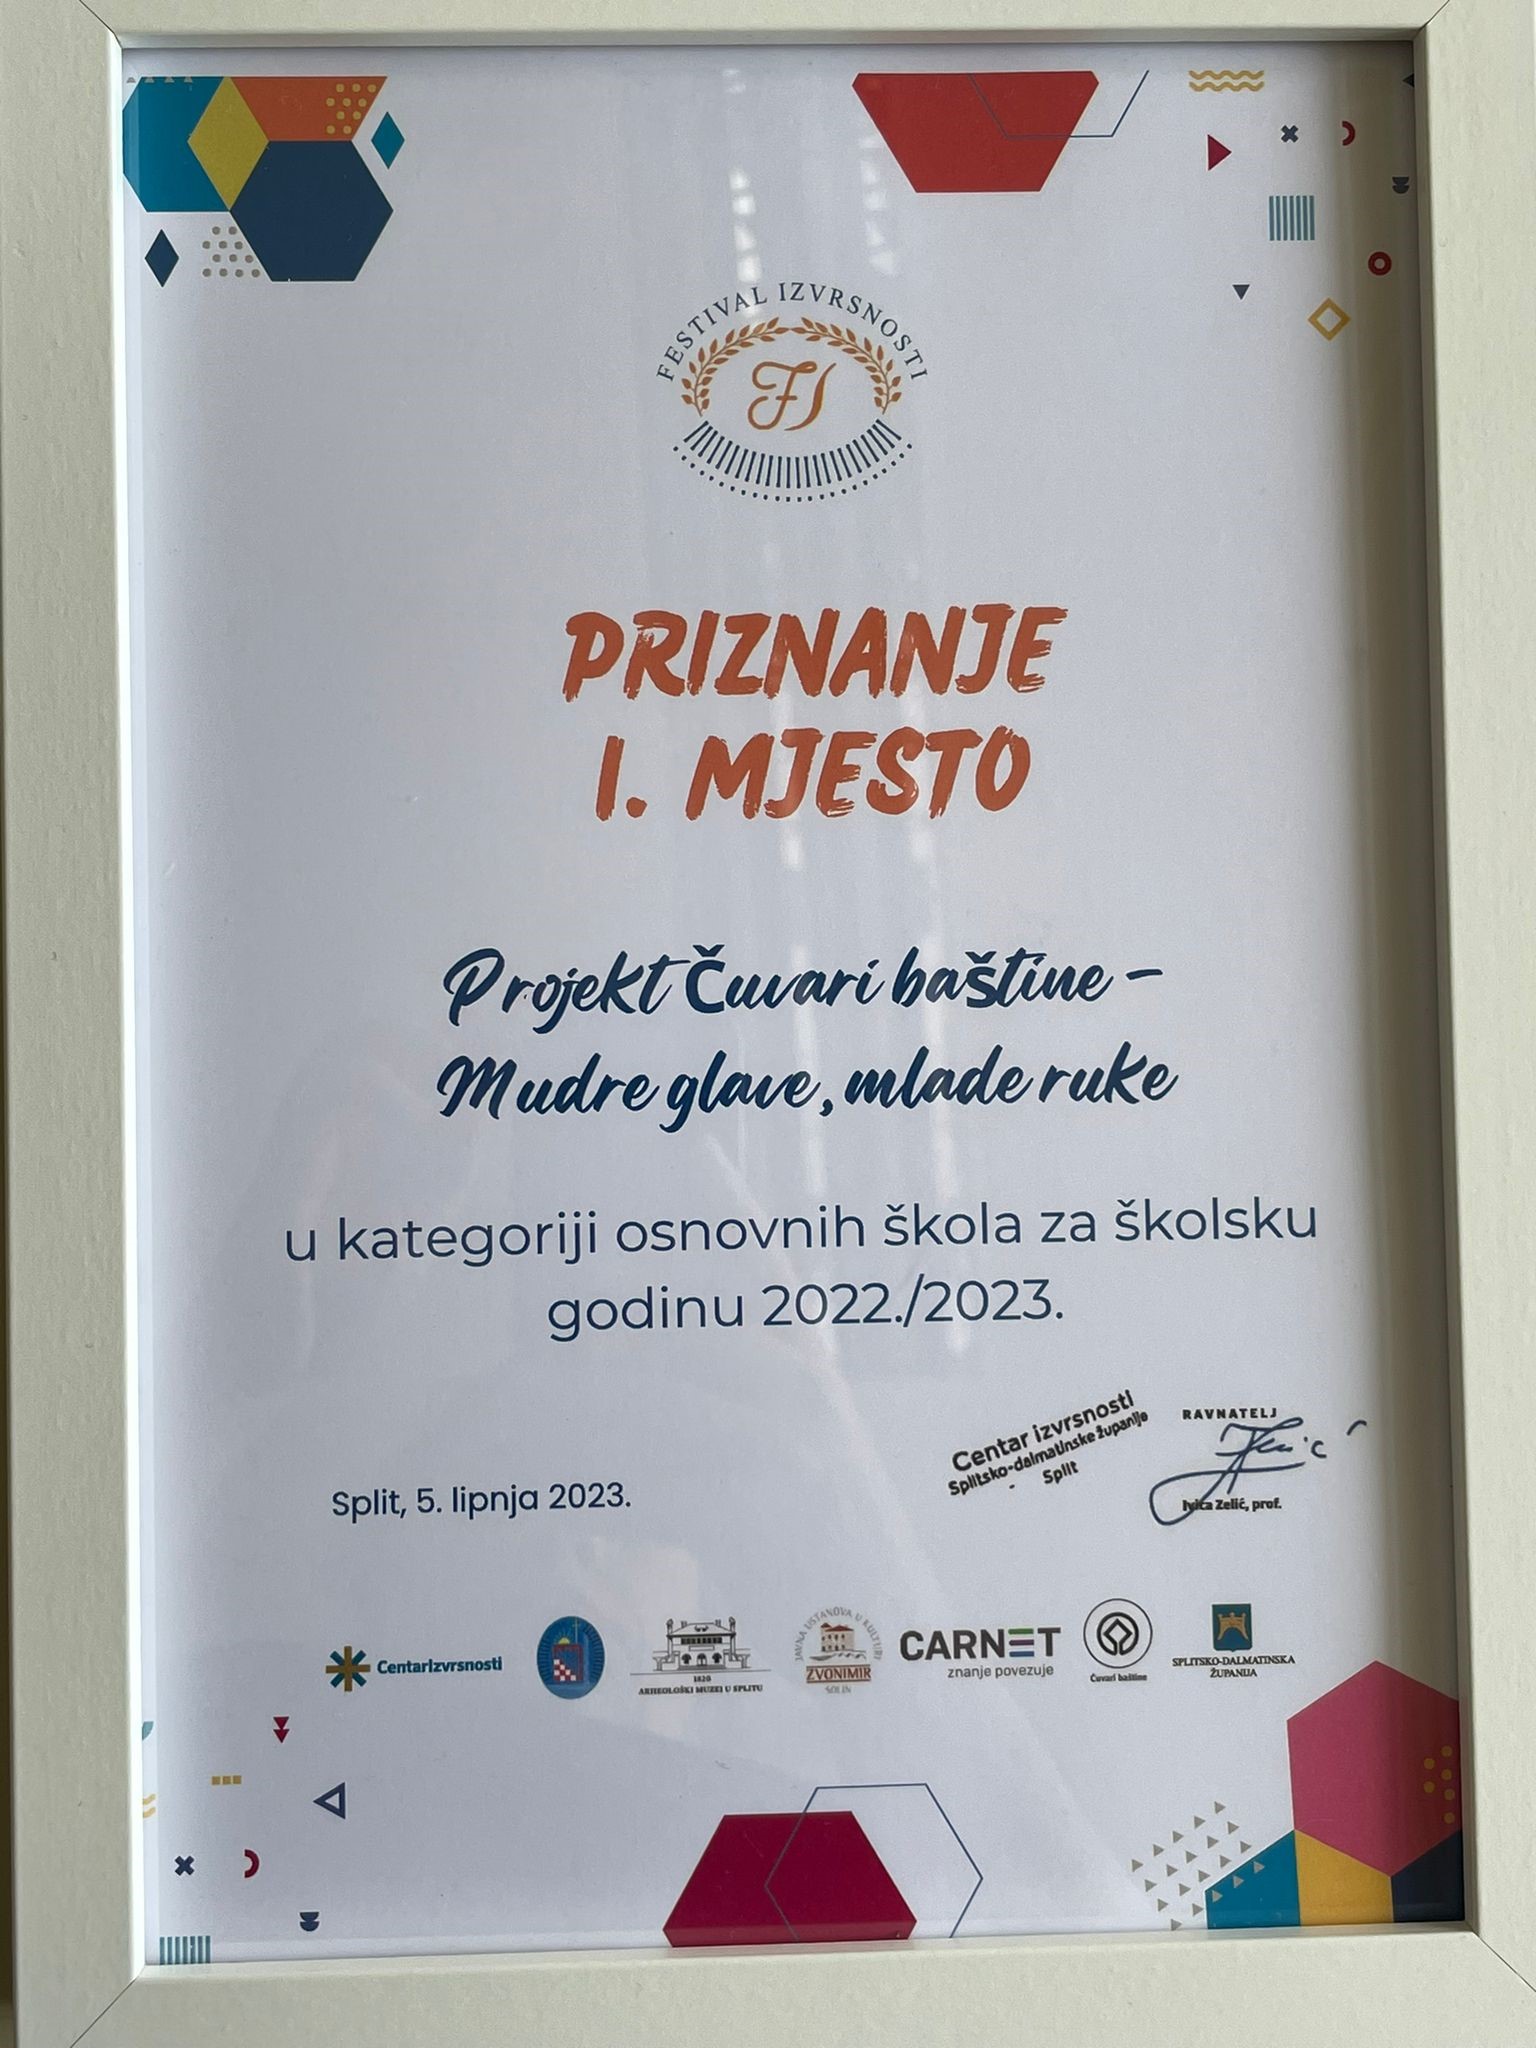 FESTIVAL IZVRSNOSTI
FI
PRIZNANJE
I. MJESTO
Projekt Čuvari baštine -
Mudre glave, mlade ruke
u kategoriji osnovnih škola za školsku
godinu 2022./2023.
Centar izvrsnosti
Splitsko-dalmatinske županije
Split
RAVNATELJ
Ivica Zelić, prof.
Split, 5. lipnja 2023.
CentarIzvrsnosti
1820
ARHEOLOŠKI MUZEJ U SPLITU
JAVNA USTANOVA U KULTURI
ZVONIMIR
SOLIN
CARNET
znanje povezuje
Čuvari baštine
SPLITSKO-DALMATINSKA
ŽUPANIJA